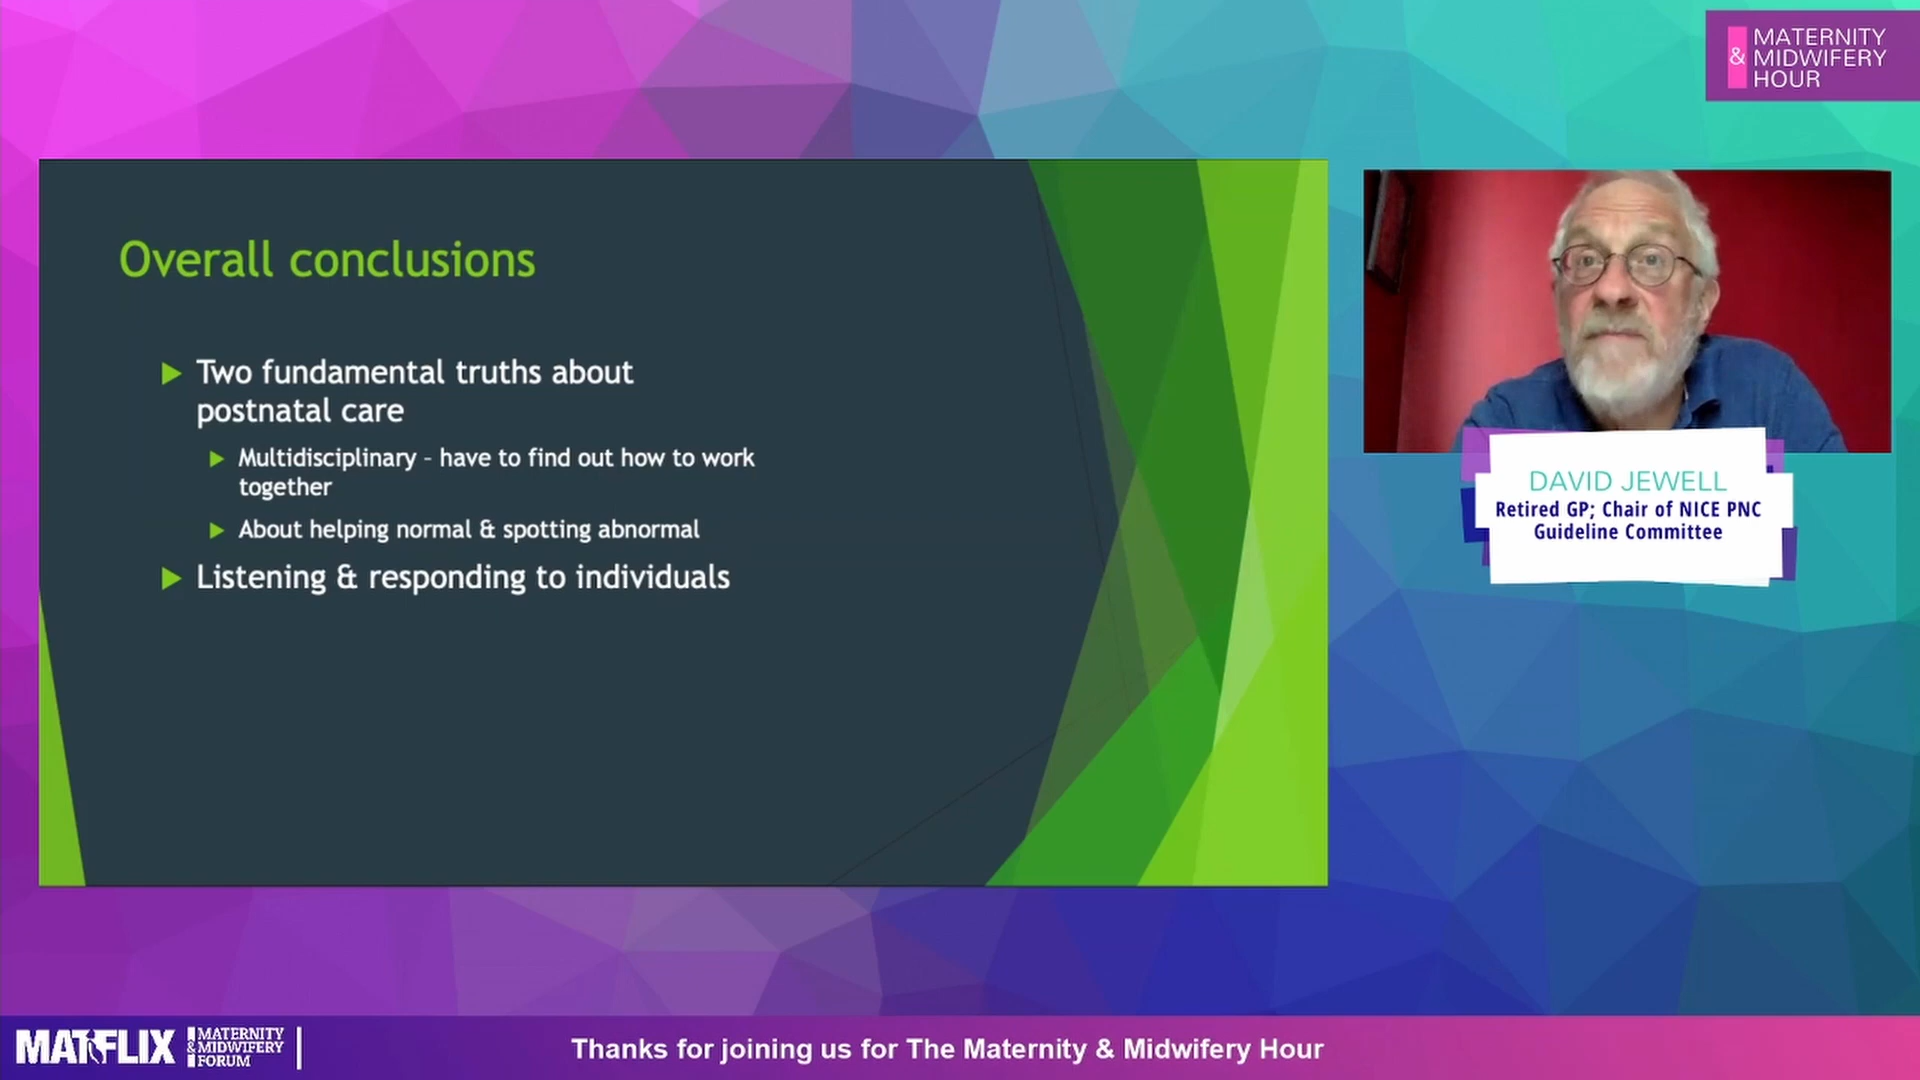 &
MATERNITY
MIDWIFERY
HOUR
Overall conclusions
Two fundamental truths about
postnatal care
Multidisciplinary – have to find out how to work
together
About helping normal & spotting abnormal
Listening & responding to individuals
DAVID JEWELL
Retired GP; Chair of NICE PNC
Guideline Committee
MATFLIX
MATERNITY
& MIDWIFERY
FORUM
Thanks for joining us for The Maternity & Midwifery Hour